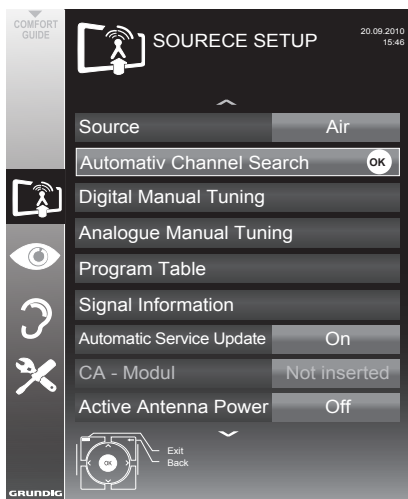 COMFORT
GUIDE
SOURECE SETUP
20.09.2010
15:46
Source
Air
Automativ Channel Search
OK
Digital Manual Tuning
Analogue Manual Tuning
Program Table
Signal Information
Automatic Service Update
On
CA - Modul
Not inserted
Active Antenna Power
Off
OK
Exit
Back
GRUNDIG